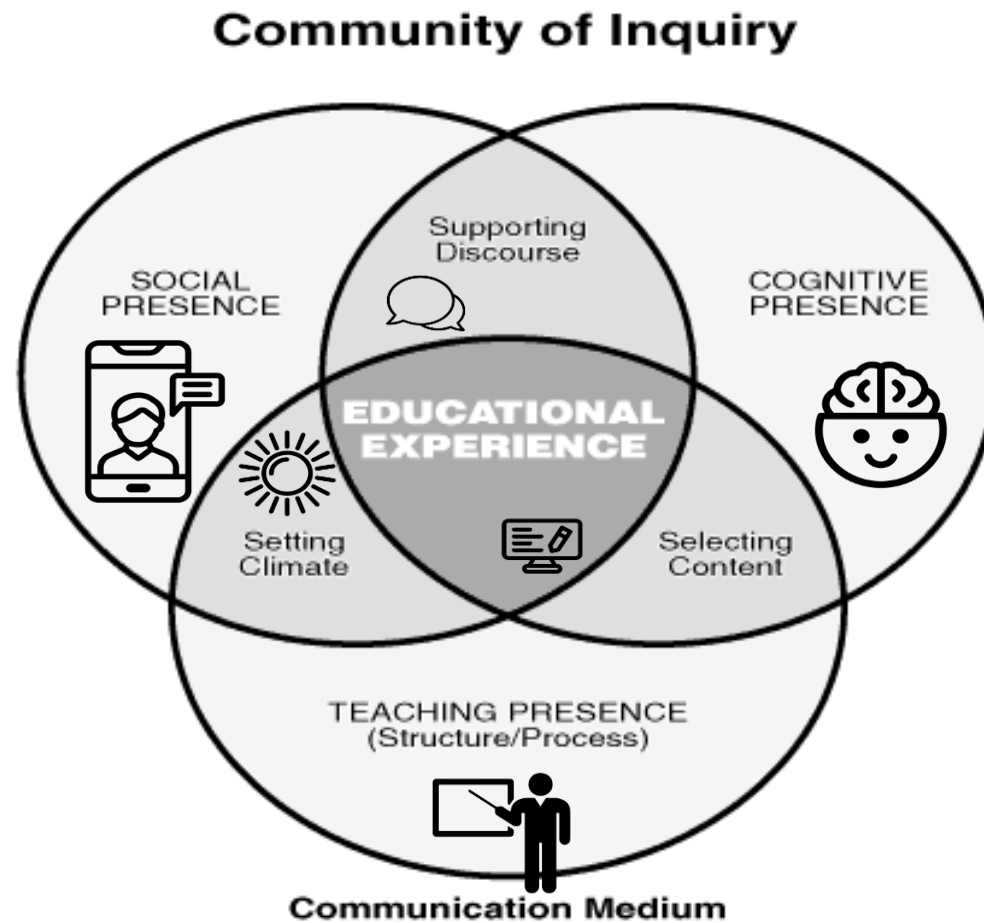 Community of Inquiry
Supporting
Discourse
SOCIAL
PRESENCE
COGNITIVE
PRESENCE
EDUCATIONAL
EXPERIENCE
Setting
Climate
Selecting
Content
TEACHING PRESENCE
(Structure/Process)
Communication Medium